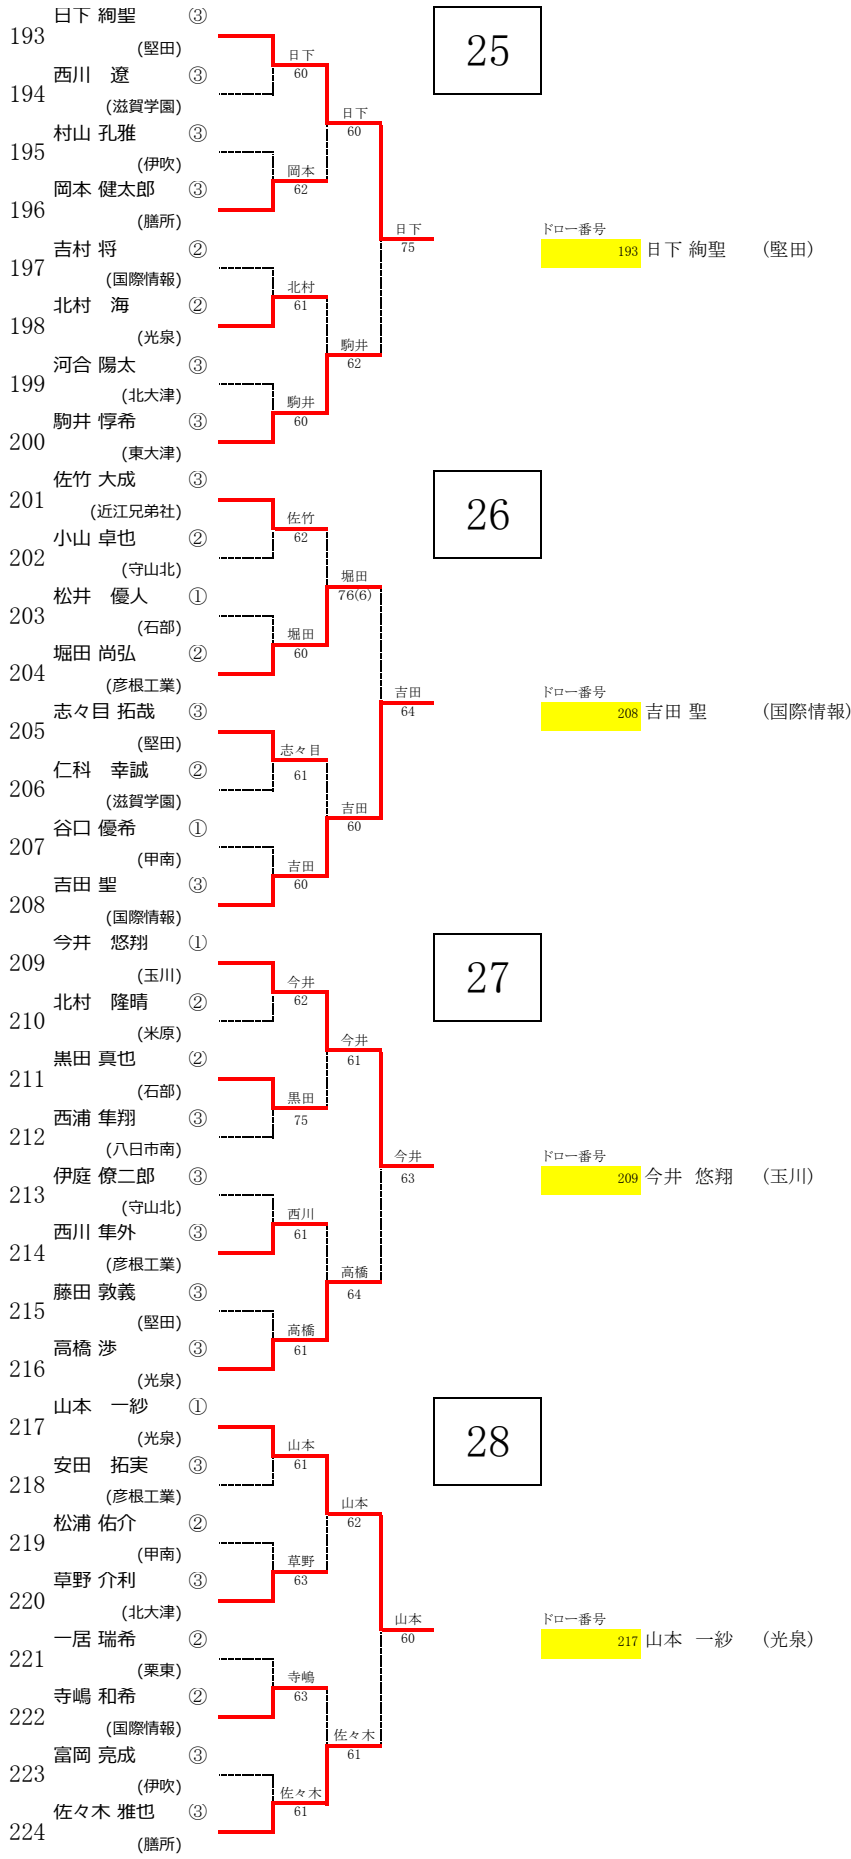 日下 絢聖 ③
193
(堅田)
日下
60
西川　遼 ③
194
(滋賀学園)
日下
60
村山 孔雅 ③
195
(伊吹)
岡本
62
岡本 健太郎 ③
196
(膳所)
25
日下
75
ドロー番号
193 日下 絢聖 (堅田)
吉村 将 ②
197
(国際情報)
北村
61
北村　海 ②
198
(光泉)
駒井
62
河合 陽太 ③
199
(北大津)
駒井
60
駒井 惇希 ③
200
(東大津)
佐竹 大成 ③
201
(近江兄弟社)
佐竹
62
小山 卓也 ②
202
(守山北)
堀田
76(6)
松井　優人 ①
203
(石部)
堀田
60
堀田 尚弘 ②
204
(彦根工業)
26
吉田
64
ドロー番号
208 吉田 聖 (国際情報)
志々目 拓哉 ③
205
(堅田)
志々目
61
仁科　幸誠 ②
206
(滋賀学園)
吉田
60
谷口 優希 ①
207
(甲南)
吉田
60
吉田 聖 ③
208
(国際情報)
今井　悠翔 ①
209
(玉川)
今井
62
北村　隆晴 ②
210
(米原)
今井
61
黒田 真也 ②
211
(石部)
黒田
75
西浦 隼翔 ③
212
(八日市南)
27
今井
63
ドロー番号
209 今井　悠翔 (玉川)
伊庭 僚二郎 ③
213
(守山北)
西川
61
西川 隼外 ③
214
(彦根工業)
高橋
64
藤田 敦義 ③
215
(堅田)
高橋
61
高橋 渉 ③
216
(光泉)
山本　一紗 ①
217
(光泉)
山本
61
安田　拓実 ③
218
(彦根工業)
山本
62
松浦 佑介 ②
219
(甲南)
草野
63
草野 介利 ③
220
(北大津)
28
山本
60
ドロー番号
217 山本　一紗 (光泉)
一居 瑞希 ②
221
(栗東)
寺嶋
63
寺嶋 和希 ②
222
(国際情報)
佐々木
61
富岡 亮成 ③
223
(伊吹)
佐々木
61
佐々木 雅也 ③
224
(膳所)